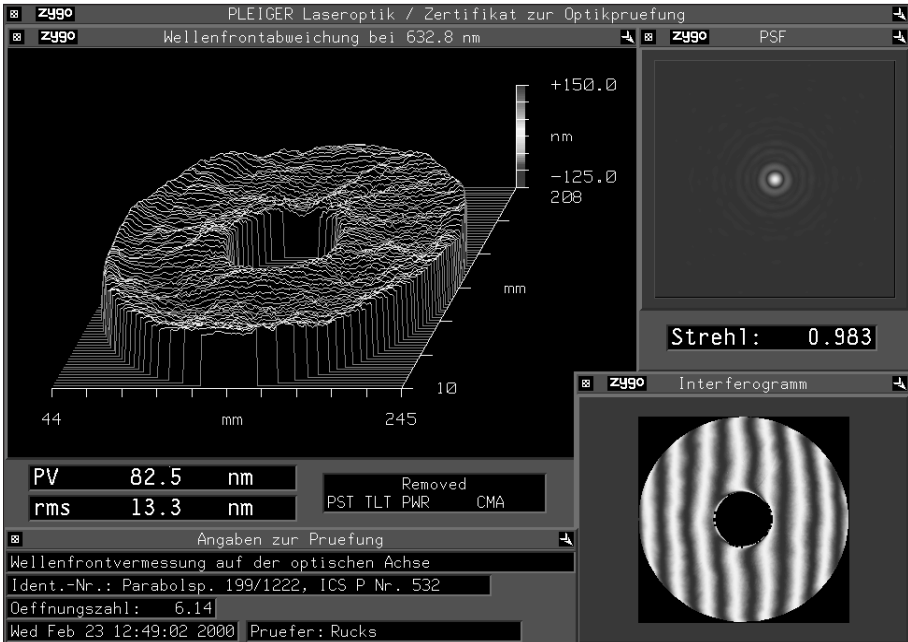 zygo PLEIGER Laseroptik / Zertifikat zur Optikpruefung
zygo Wellenfrontabweichung bei 632.8 nm
+150.0
nm
-125.0
208
mm
10
44 mm 245
zygo PSF
Strehl: 0.983
zygo Interferogramm
PV 82.5 nm
rms 13.3 nm
Removed
PST TLT PWR CMA
Angaben zur Pruefung
Wellenfrontvermessung auf der optischen Achse
Ident.-Nr.: Parabolsp. 199/1222, ICS P Nr. 532
Oeffnungszahl: 6.14
Wed Feb 23 12:49:02 2000 Pruefer: Rucks